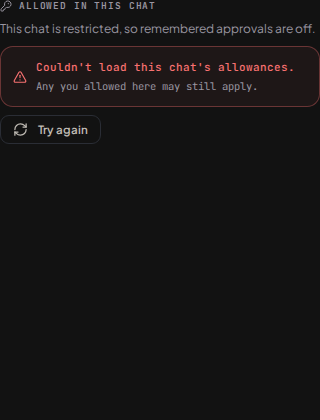 ALLOWED IN THIS CHAT
This chat is restricted, so remembered approvals are off.
Couldn't load this chat's allowances.
Any you allowed here may still apply.
Try again